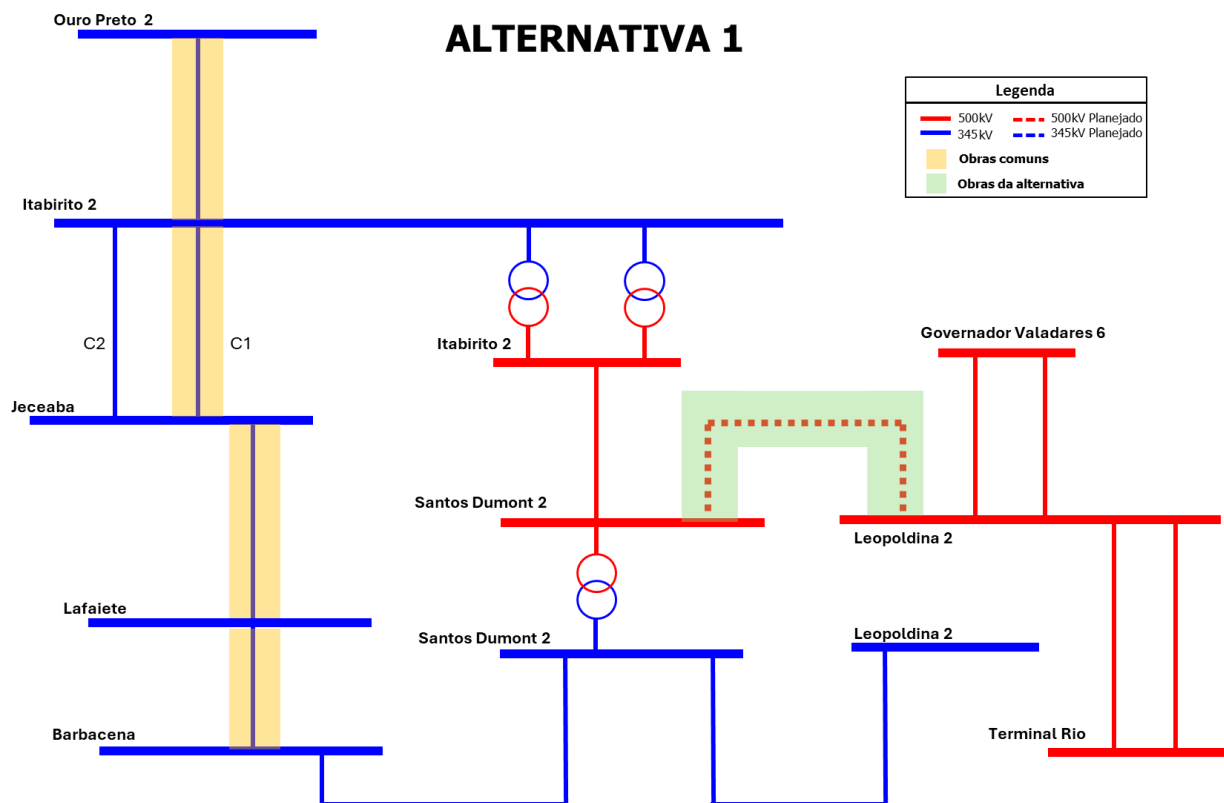 Ouro Preto 2
ALTERNATIVA 1
Legenda
500kV
500kV Planejado
345kV
345kV Planejado
Obras comuns
Obras da alternativa
Itabirito 2
C2
C1
Itabirito 2
Governador Valadares 6
Jeceaba
Santos Dumont 2
Leopoldina 2
Lafaiete
Santos Dumont 2
Leopoldina 2
Barbacena
Terminal Rio